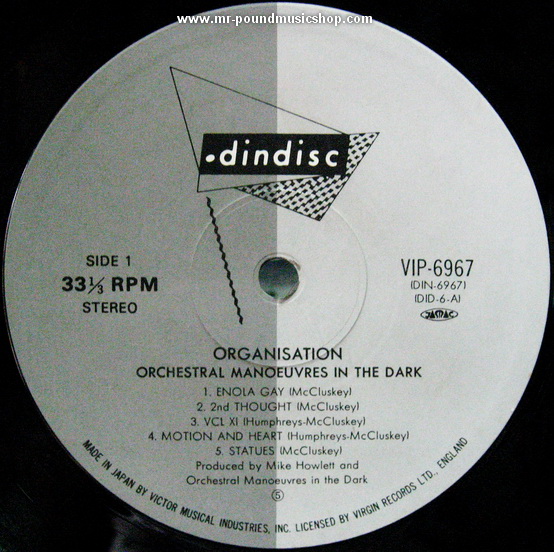 www.mr-poundmusicshop.com
•dindisc
SIDE 1
33⅓ RPM
STEREO
VIP-6967
(DIN-6967)
(DID-6-A)
JASRAC
ORGANISATION
ORCHESTRAL MANOEUVRES IN THE DARK
1. ENOLA GAY (McCluskey)
2. 2nd THOUGHT (McCluskey)
3. VCL XI (Humphreys-McCluskey)
4. MOTION AND HEART (Humphreys-McCluskey)
5. STATUES (McCluskey)
Produced by Mike Howlett and
Orchestral Manoeuvres in the Dark
Ⓢ
MADE IN JAPAN BY VICTOR MUSICAL INDUSTRIES, INC. LICENSED BY VIRGIN RECORDS LTD., ENGLAND